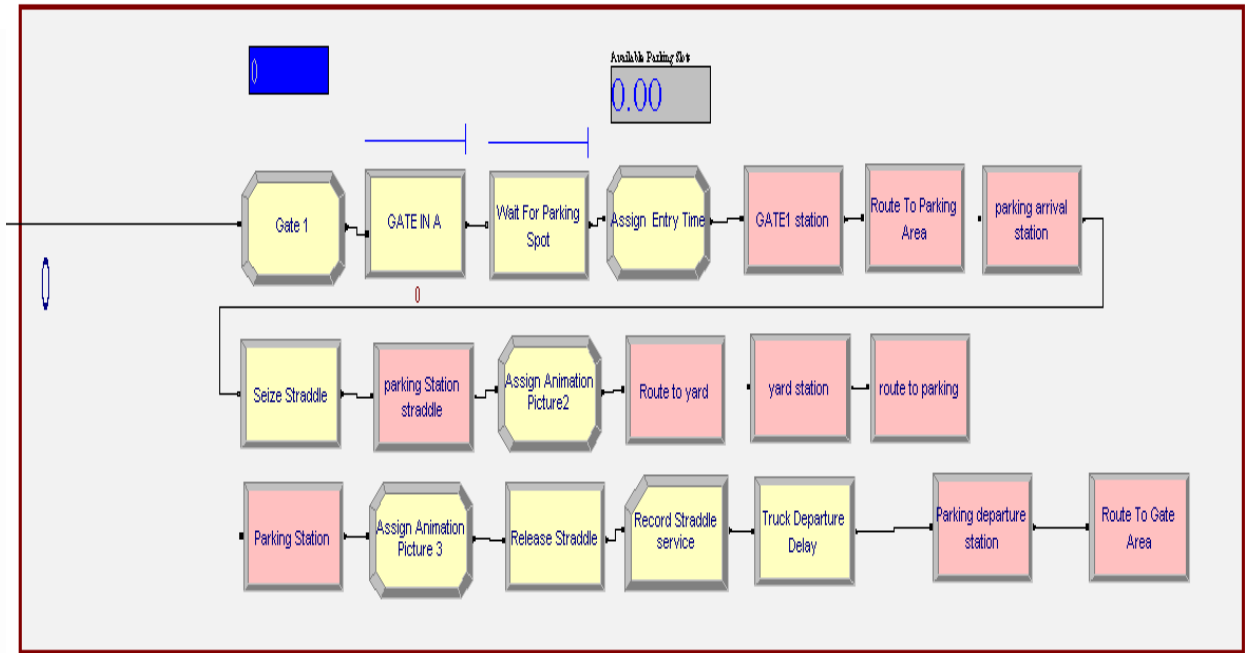 0
Available Parking Slots
0.00
Gate 1
GATE IN A
Wait For Parking
Spot
Assign Entry Time
GATE1 station
Route To Parking
Area
parking arrival
station
0
0
Seize Straddle
parking Station
straddle
Assign Animation
Picture2
Route to yard
yard station
route to parking
Parking Station
Assign Animation
Picture 3
Release Straddle
Record Straddle
service
Truck Departure
Delay
Parking departure
station
Route To Gate
Area